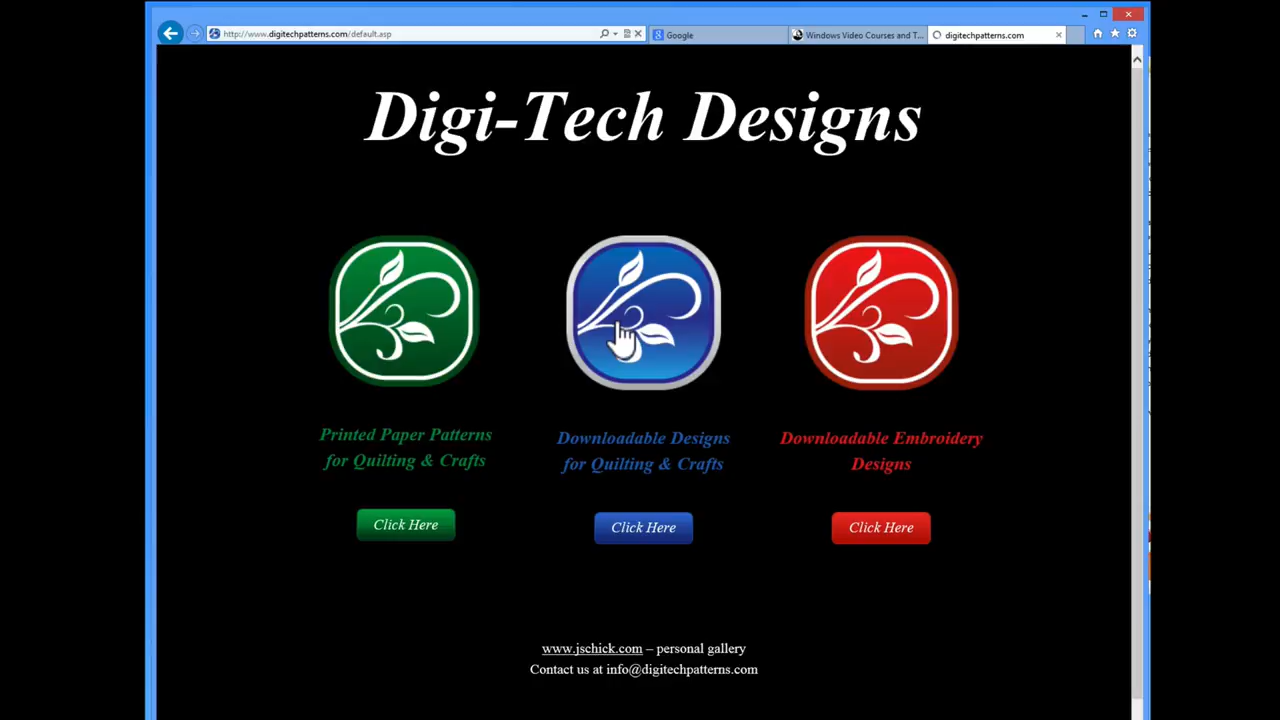 http://www.digitechpatterns.com/default.asp
Google
Windows Video Courses and T...
digitechpatterns.com
Digi-Tech Designs
Printed Paper Patterns
for Quilting & Crafts
Click Here
Downloadable Designs
for Quilting & Crafts
Click Here
Downloadable Embroidery
Designs
Click Here
www.jschick.com – personal gallery
Contact us at info@digitechpatterns.com